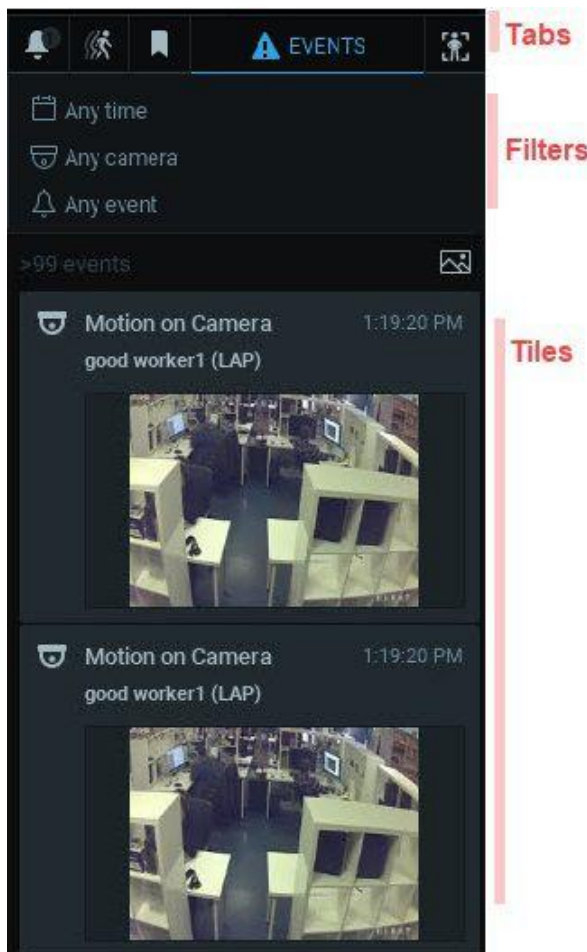 EVENTS
Tabs
Any time
Any camera
Filters
Any event
>99 events
Motion on Camera 1:19:20 PM
Tiles
good worker1 (LAP)
Motion on Camera 1:19:20 PM
good worker1 (LAP)